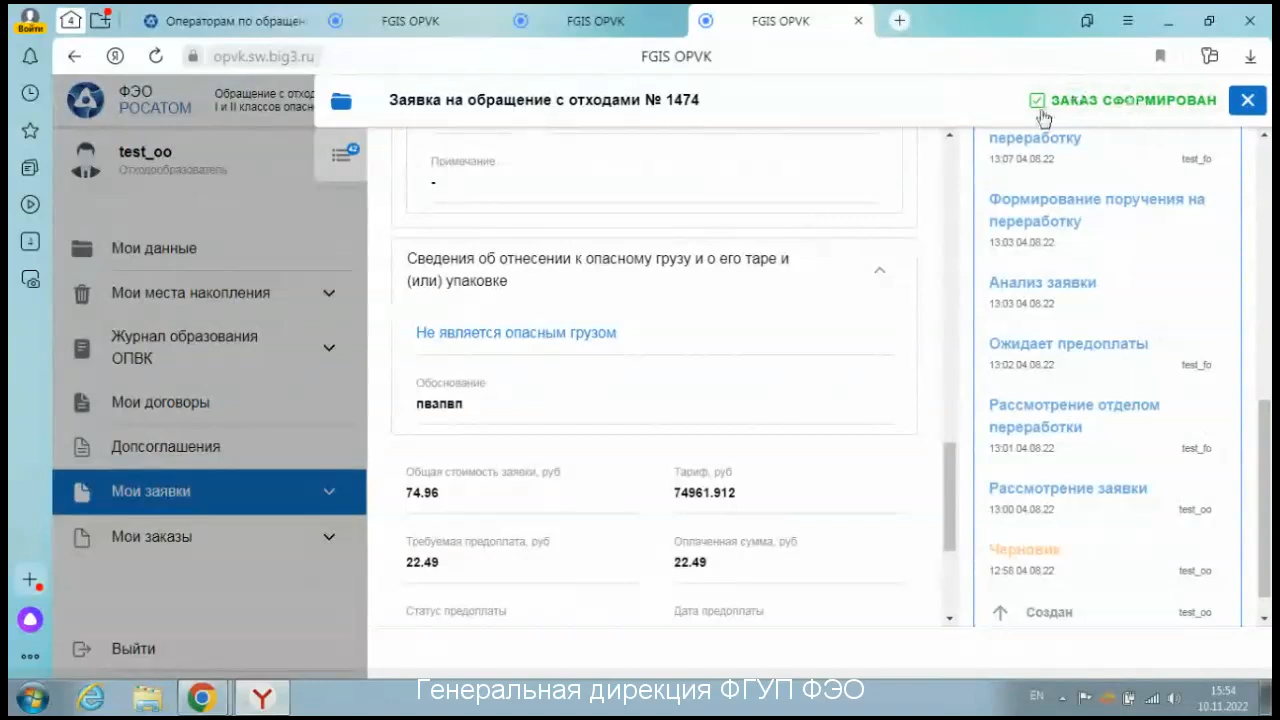 Войти
4
Операторам по обращен
FGIS OPVK
FGIS OPVK
FGIS OPVK
opvk.sw.big3.ru
FGIS OPVK
ФЭО
РОСАТОМ
Обращение с отход
I и II классов опасн
Заявка на обращение с отходами № 1474
ЗАКАЗ СФОРМИРОВАН
test_oo
Отходообразователь
42
Мои данные
Мои места накопления
Журнал образования
ОПВК
Мои договоры
Допсоглашения
Мои заявки
Мои заказы
Выйти
Примечание
-
Сведения об отнесении к опасному грузу и о его таре и
(или) упаковке
Не является опасным грузом
Обоснование
пвапвп
Общая стоимость заявки, руб
Тариф, руб
74.96
74961.912
Требуемая предоплата, руб
Оплаченная сумма, руб
22.49
22.49
Статус предоплаты
Дата предоплаты
переработку
13:07 04.08.22
test_fo
Формирование поручения на
переработку
13:03 04.08.22
Анализ заявки
13:03 04.08.22
Ожидает предоплаты
13:02 04.08.22
test_fo
Рассмотрение отделом
переработки
13:01 04.08.22
test_fo
Рассмотрение заявки
13:00 04.08.22
test_oo
Черновик
12:58 04.08.22
test_oo
Создан
test_oo
Генеральная дирекция ФГУП ФЭО
EN
15:54
10.11.2022